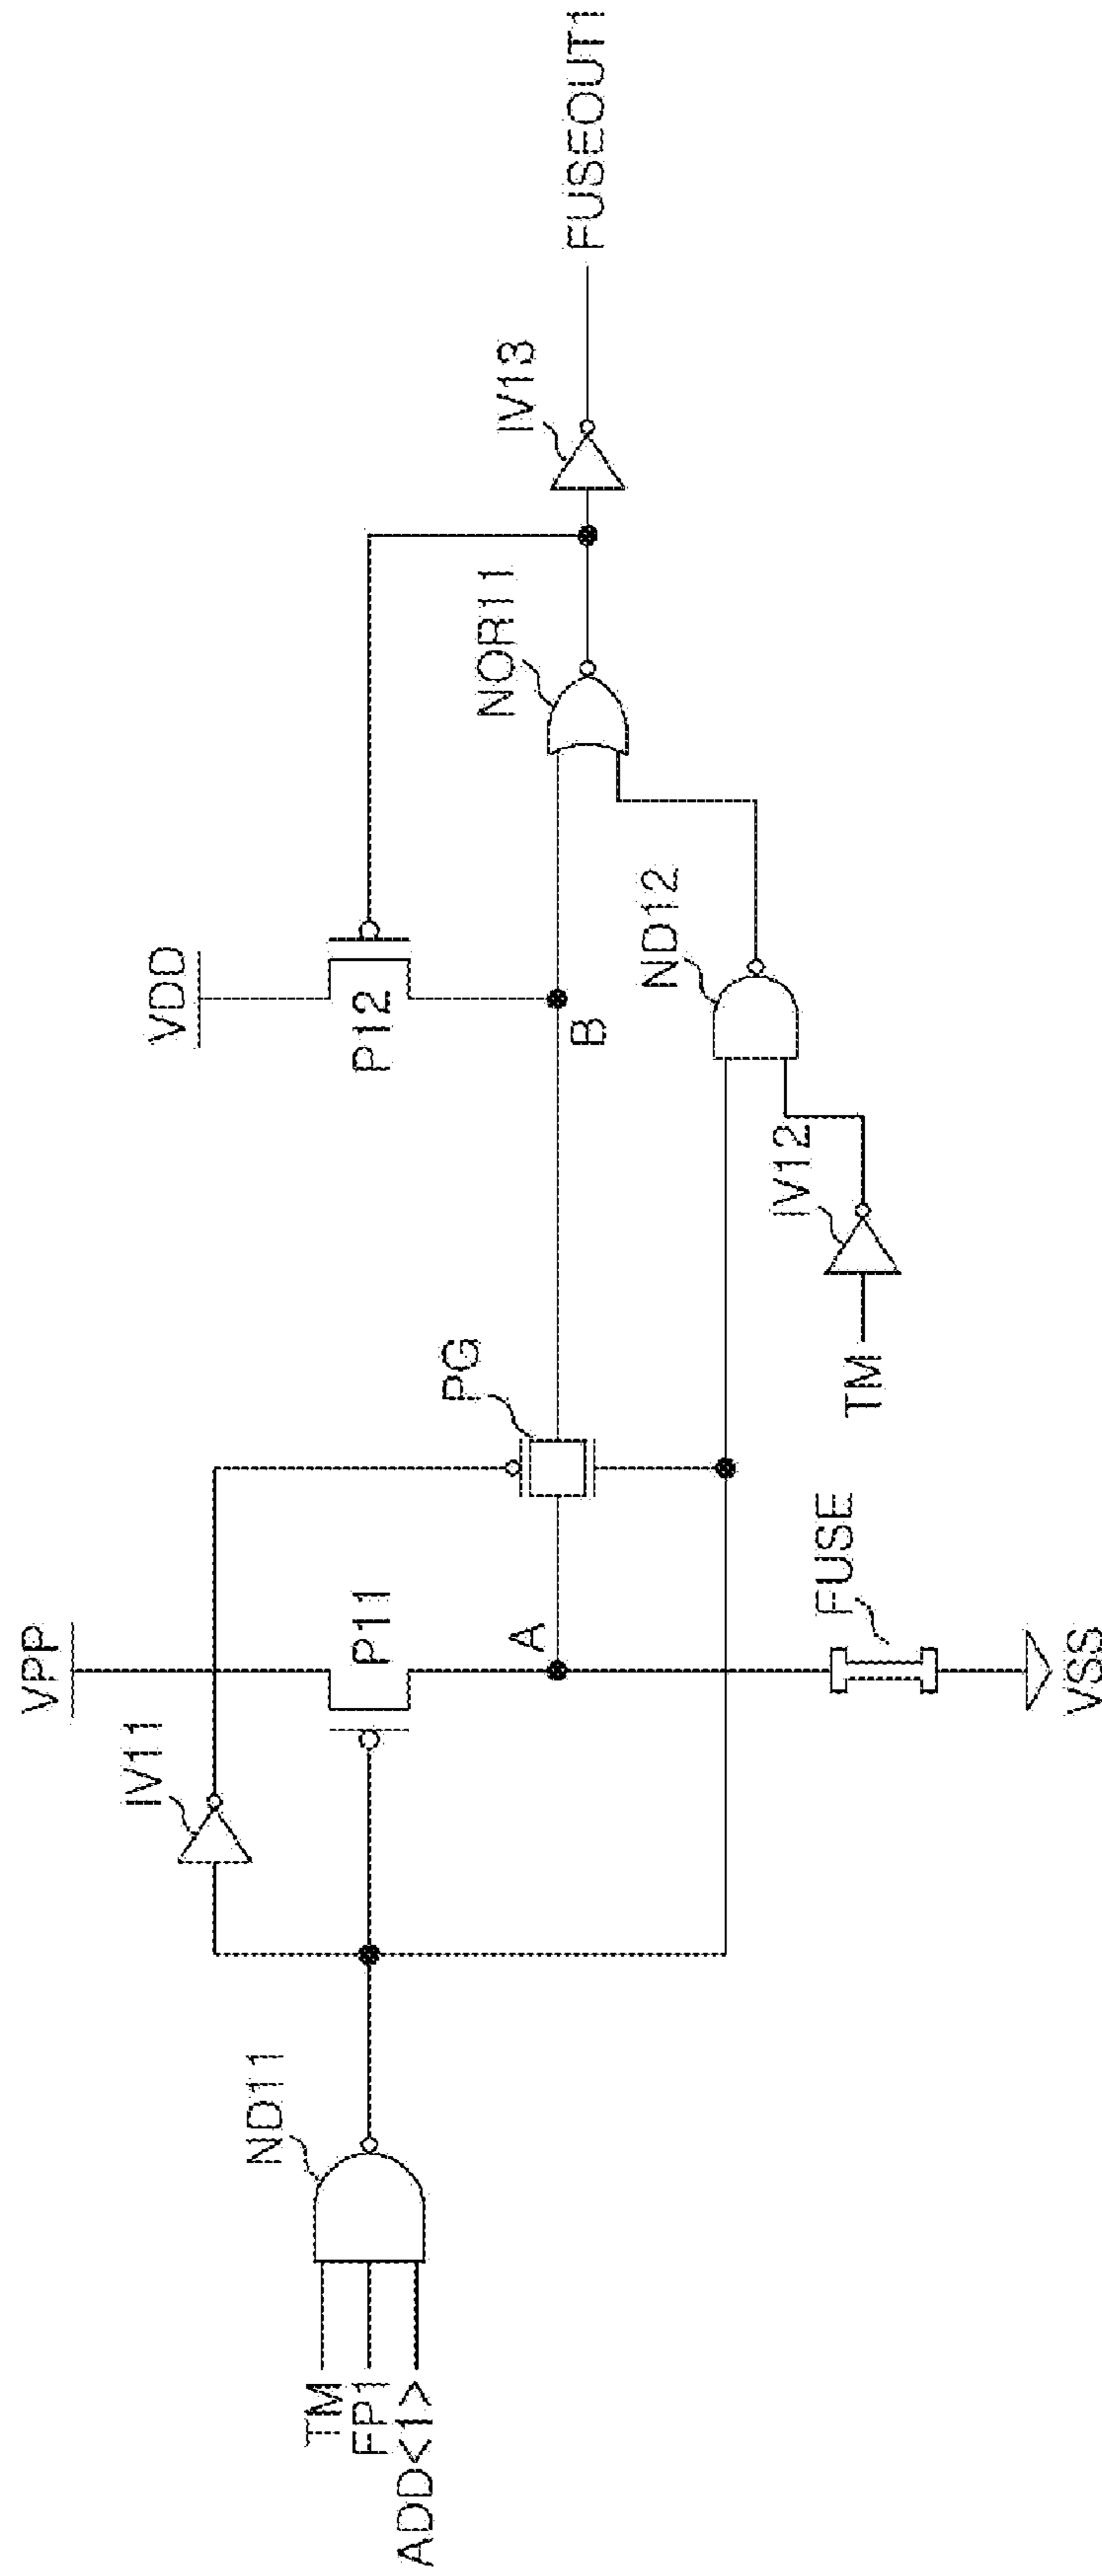 TM
FP1
ADD<1>
ND11
IV11
VPP
P11
A
FUSE
VSS
PG
TM
IV12
VDD
P12
B
ND12
NOR11
IV13
FUSEOUT1